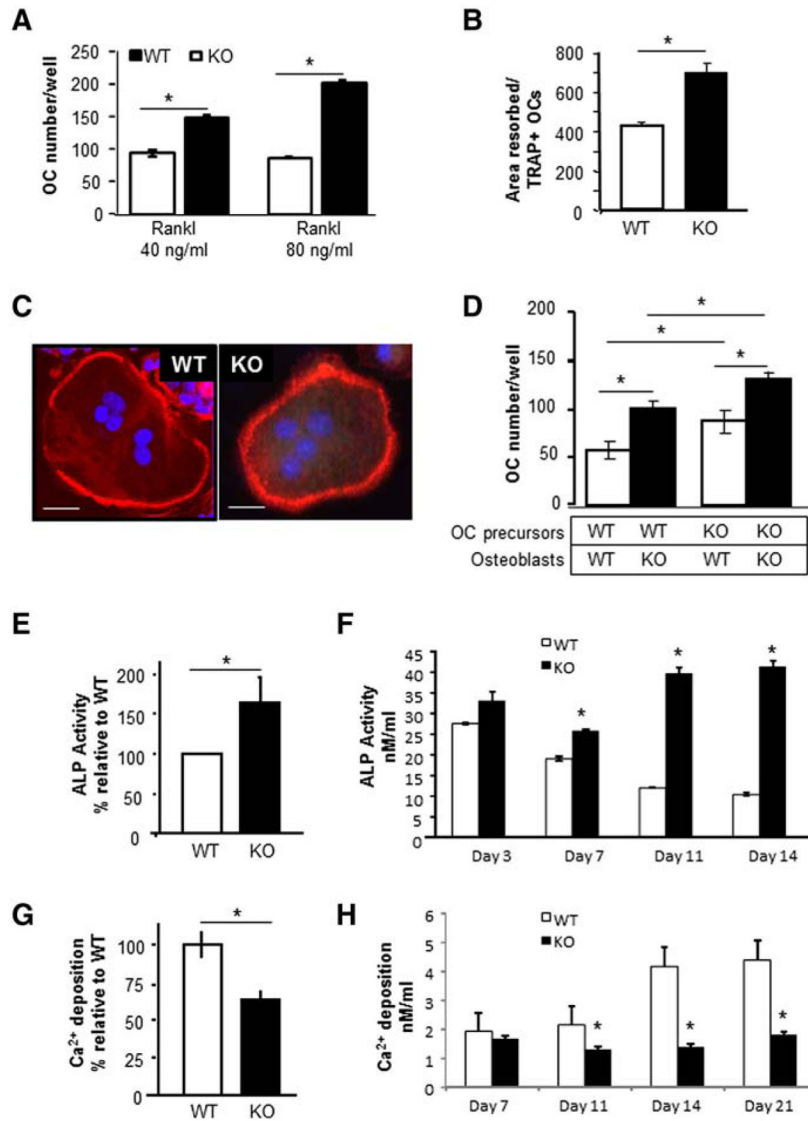 A
WT KO
OC number/well
250
200
150
100
50
0
*
*
Rankl
40 ng/ml
Rankl
80 ng/ml
B
Area resorbed/
TRAP+ OCs
800
600
400
200
0
*
WT KO
C
WT
KO
D
OC number/well
200
150
100
50
0
*
*
*
*
OC precursors WT WT KO KO
Osteoblasts WT KO WT KO
E
ALP Activity
% relative to WT
200
150
100
50
0
*
WT KO
F
WT
KO
ALP Activity
nM/ml
45
40
35
30
25
20
15
10
5
0
*
*
*
Day 3 Day 7 Day 11 Day 14
G
Ca²⁺ deposition
% relative to WT
100
75
50
25
0
*
WT KO
H
WT
KO
Ca²⁺ deposition
nM/ml
6
5
4
3
2
1
0
*
*
*
Day 7 Day 11 Day 14 Day 21